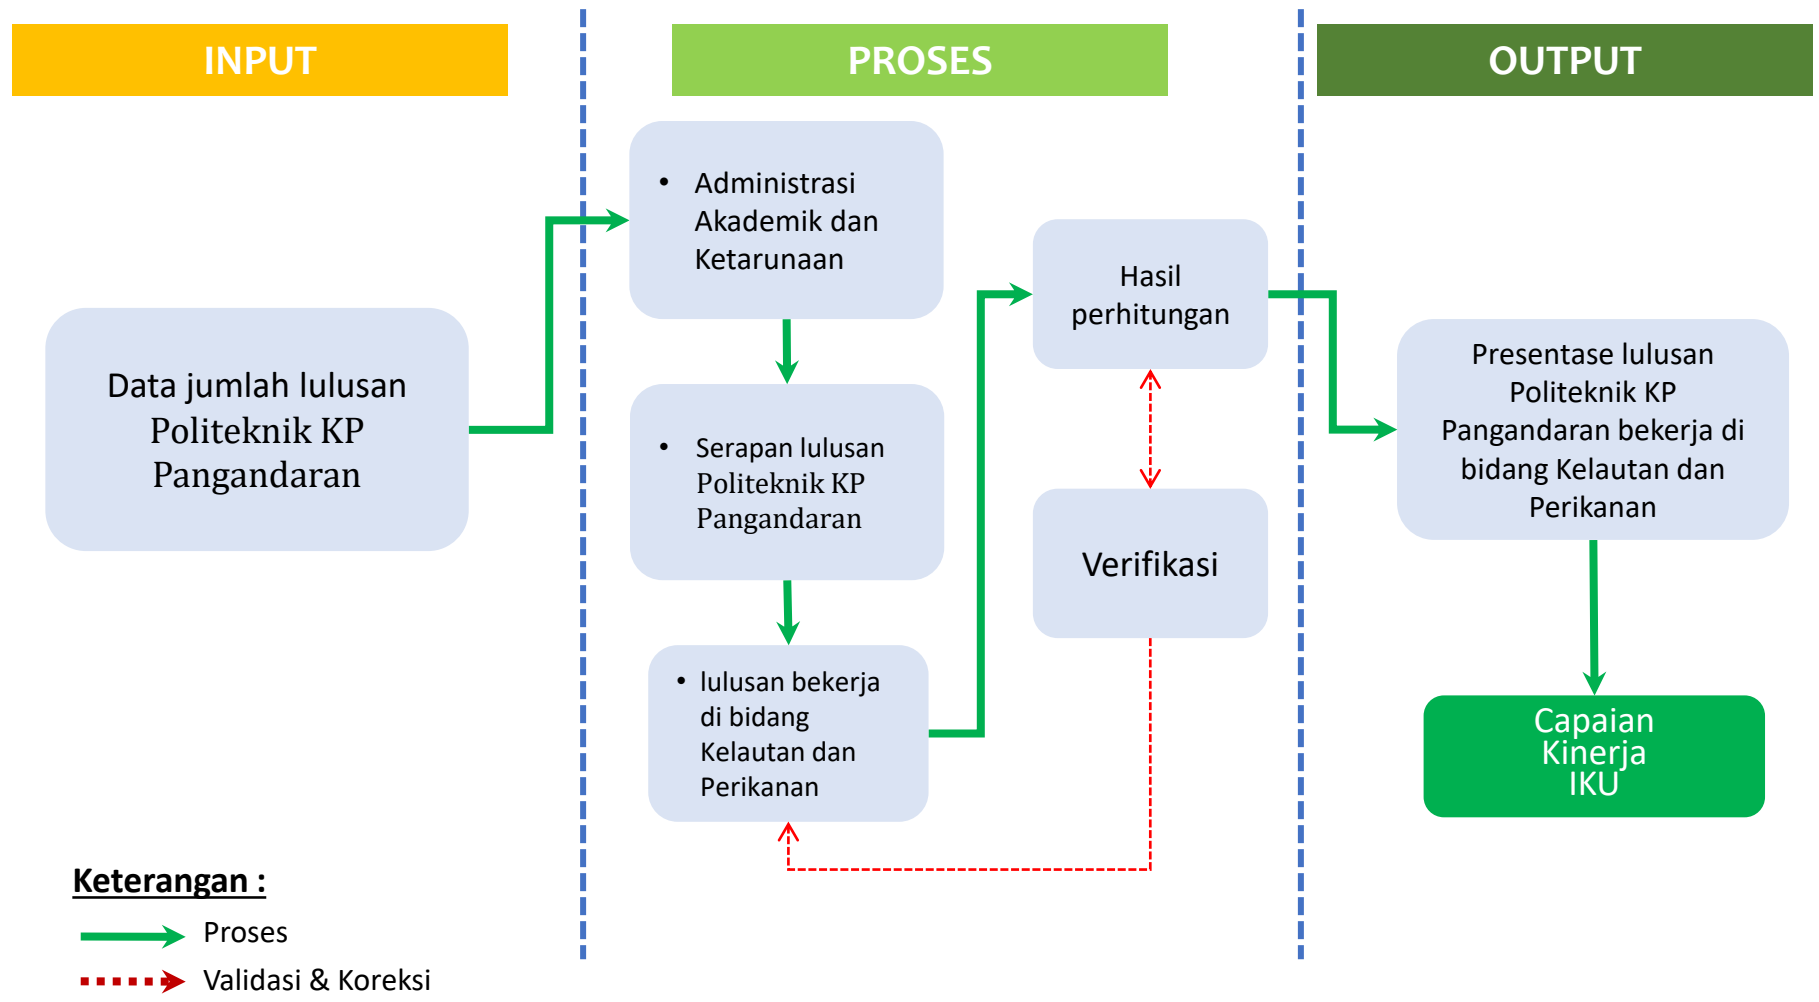 INPUT
PROSES
OUTPUT
Data jumlah lulusan
Politeknik KP
Pangandaran
• Administrasi
Akademik dan
Ketarunaan
• Serapan lulusan
Politeknik KP
Pangandaran
• lulusan bekerja
di bidang
Kelautan dan
Perikanan
Hasil
perhitungan
Verifikasi
Presentase lulusan
Politeknik KP
Pangandaran bekerja di
bidang Kelautan dan
Perikanan
Capaian
Kinerja
IKU
Keterangan :
Proses
Validasi & Koreksi